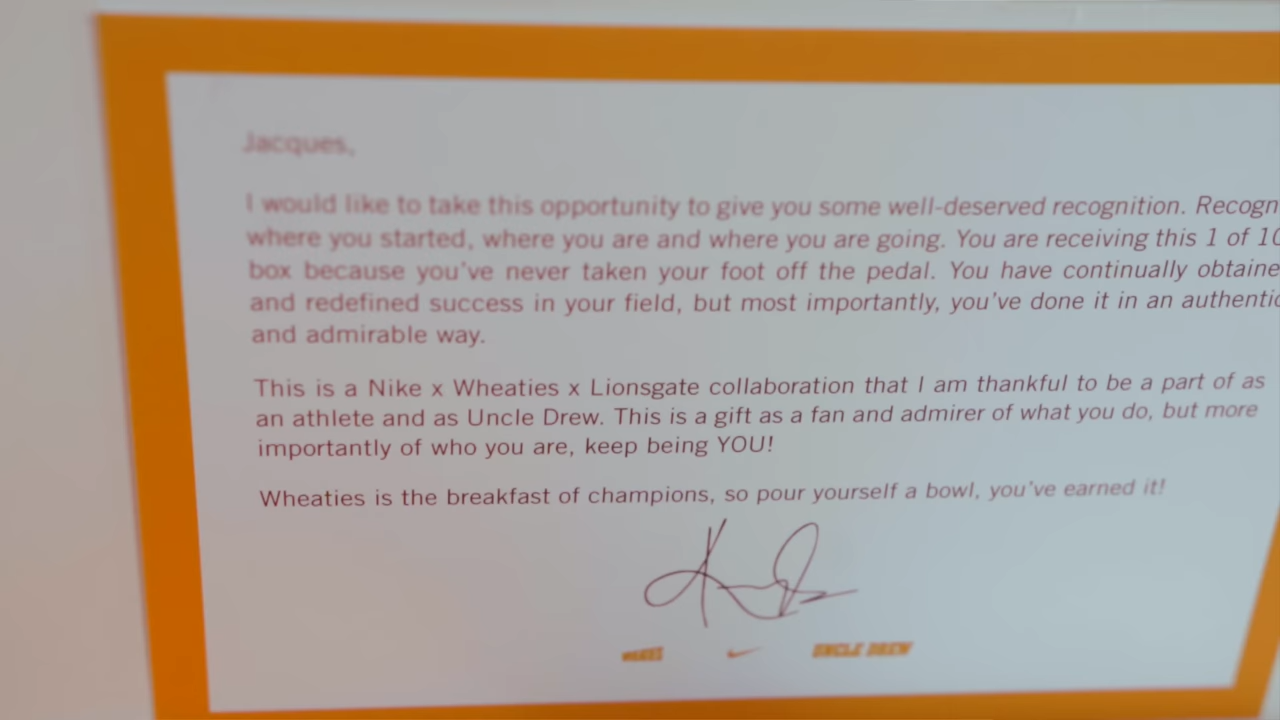 Jacques,
I would like to take this opportunity to give you some well-deserved recognition. Recogn
where you started, where you are and where you are going. You are receiving this 1 of 10
box because you've never taken your foot off the pedal. You have continually obtaine
and redefined success in your field, but most importantly, you've done it in an authentic
and admirable way.
This is a Nike x Wheaties x Lionsgate collaboration that I am thankful to be a part of as
an athlete and as Uncle Drew. This is a gift as a fan and admirer of what you do, but more
importantly of who you are, keep being YOU!
Wheaties is the breakfast of champions, so pour yourself a bowl, you've earned it!
WHEATIES UNCLE DREW